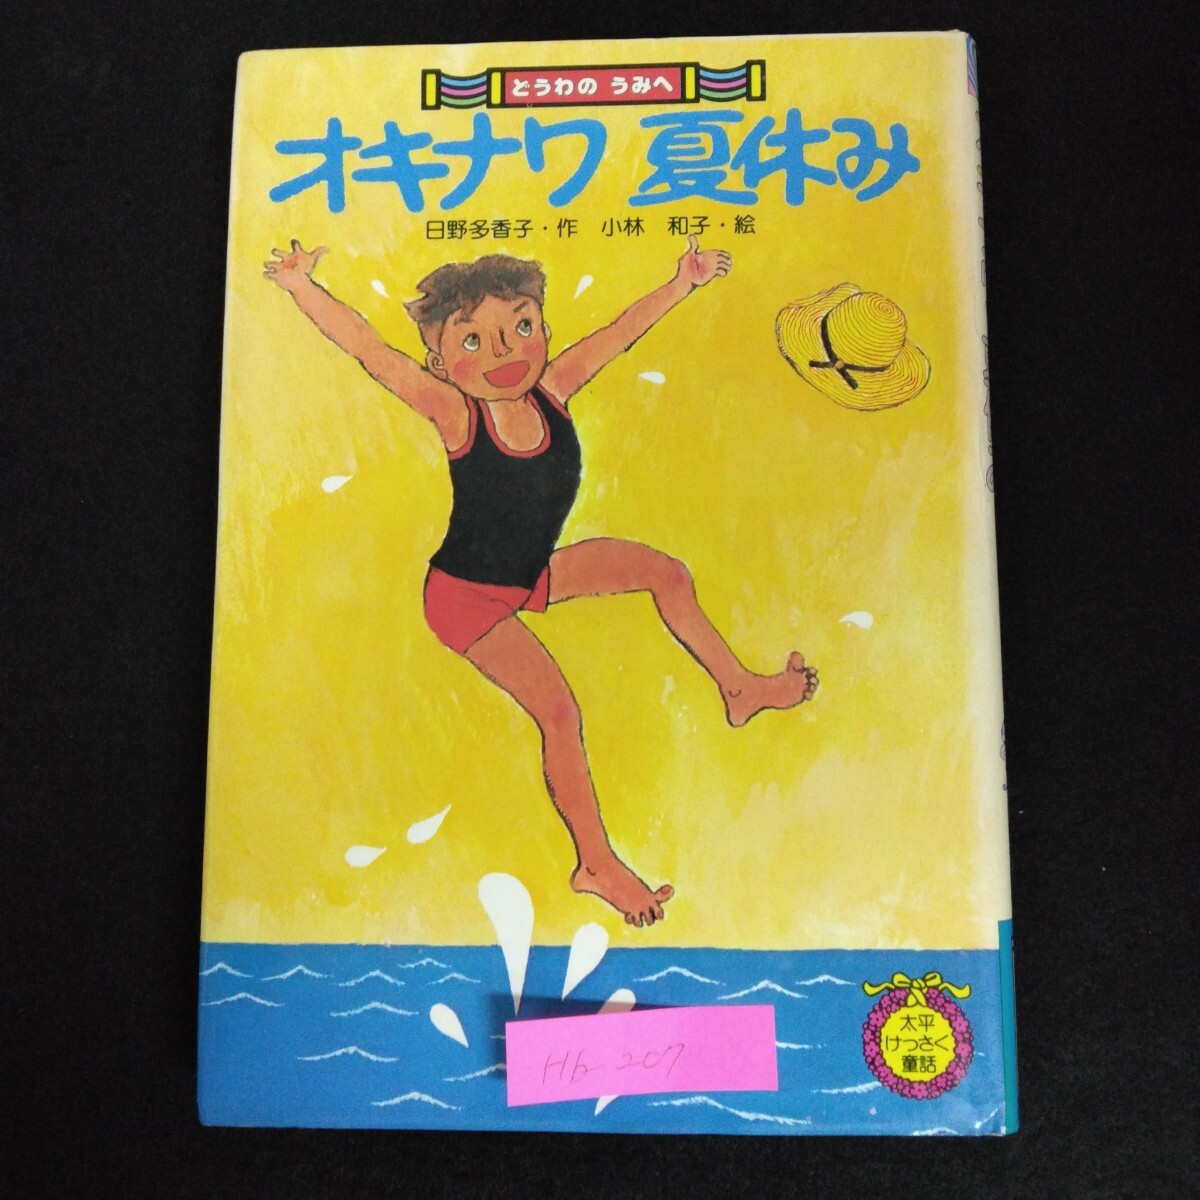 どうわの うみへ
オキナワ 夏休み
日野多香子・作 小林 和子・絵
太平
けっさく
童話
Hb-207